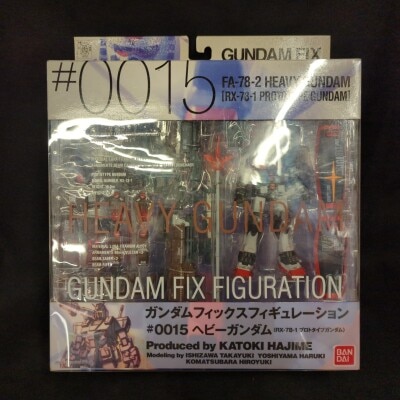 GUNDAM FIX
#0015
FA-78-2 HEAVY GUNDAM
[RX-78-1 PROTOTYPE GUNDAM]
HEAVY GUNDAM
GUNDAM FIX FIGURATION
ガンダムフィックスフィギュレーション
#0015 ヘビーガンダム (RX-78-1 プロトタイプガンダム)
Produced by KATOKI HAJIME
Modeling by ISHIZAWA TAKAYUKI YOSHIYAMA HARUKI
KOMATSUBARA HIROYUKI
BAN
DAI